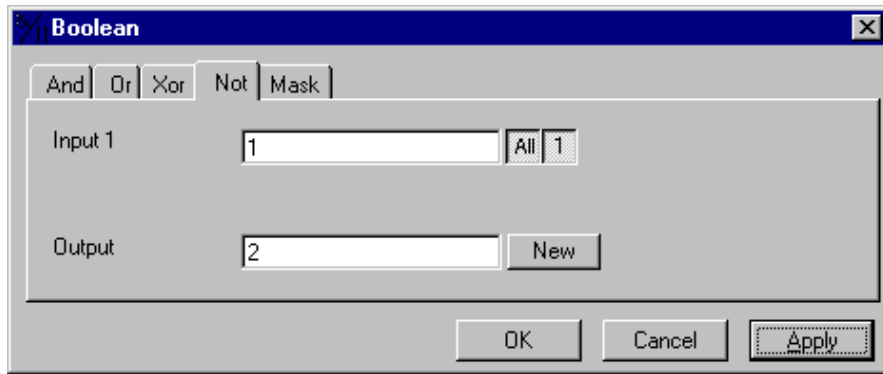 Boolean
And Or Xor Not Mask
Input 1 1 All 1
Output 2 New
OK Cancel Apply